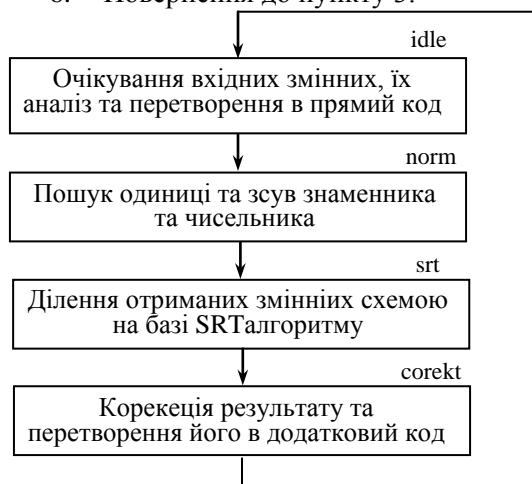 idle
Очікування вхідних змінних, їх
аналіз та перетворення в прямий код
norm
Пошук одиниці та зсув знаменника
та чисельника
srt
Ділення отриманих змінніих схемою
на базі SRTалгоритму
corekt
Корекеція результату та
перетворення його в додатковий код